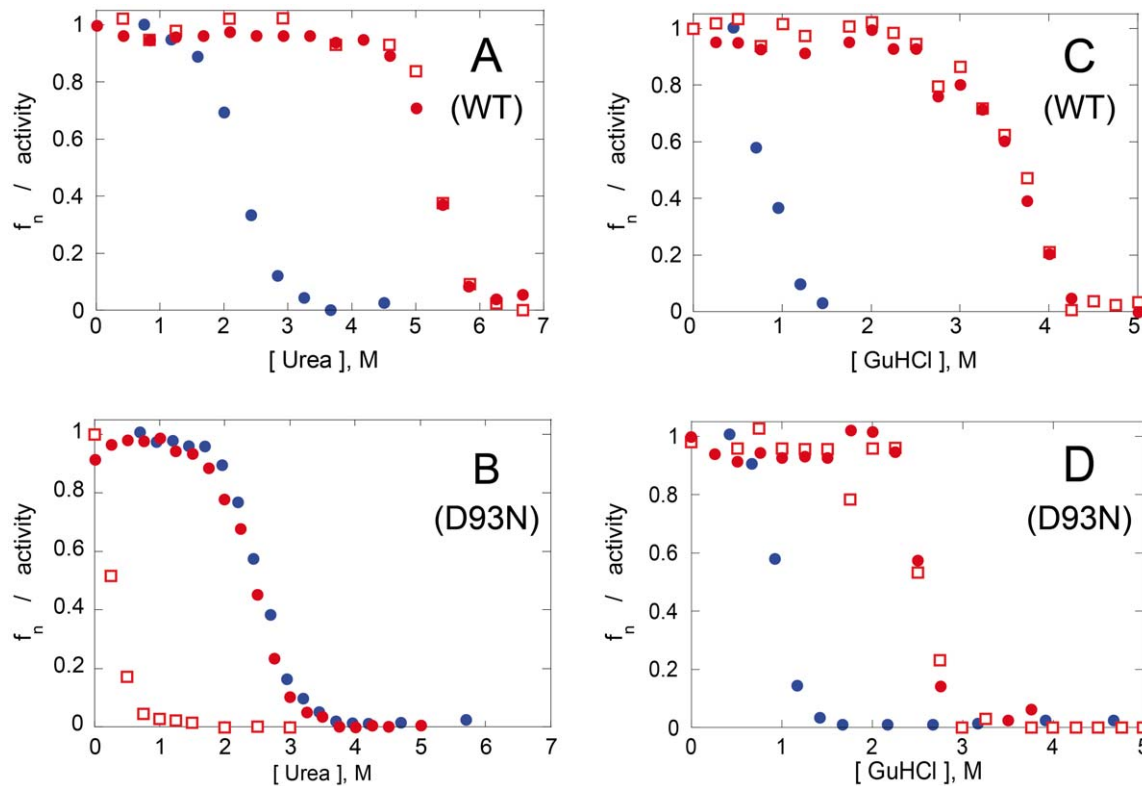 1
0.8
0.6
0.4
0.2
0
f_n / activity
A
(WT)
0 1 2 3 4 5 6 7
[ Urea ], M
1
0.8
0.6
0.4
0.2
0
f_n / activity
C
(WT)
0 1 2 3 4 5
[ GuHCl ], M
1
0.8
0.6
0.4
0.2
0
f_n / activity
B
(D93N)
0 1 2 3 4 5 6 7
[ Urea ], M
1
0.8
0.6
0.4
0.2
0
f_n / activity
D
(D93N)
0 1 2 3 4 5
[ GuHCl ], M